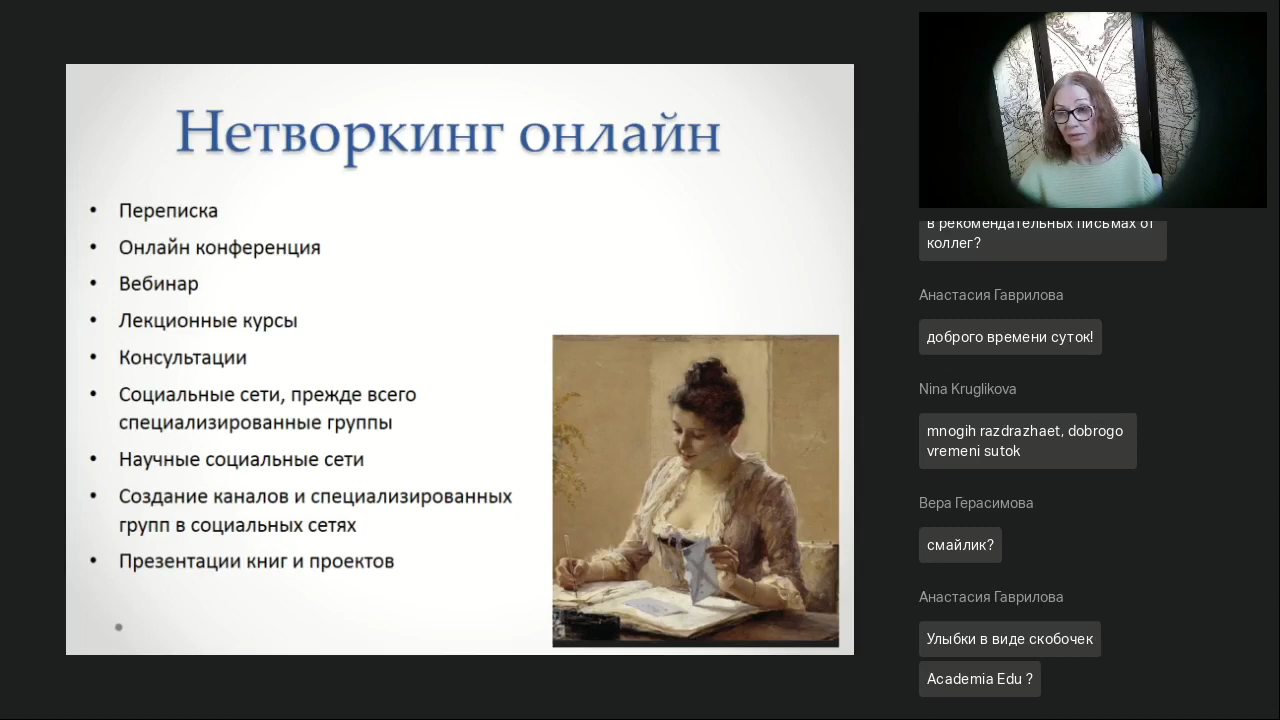 Нетворкинг онлайн
• Переписка
• Онлайн конференция
• Вебинар
• Лекционные курсы
• Консультации
• Социальные сети, прежде всего
специализированные группы
• Научные социальные сети
• Создание каналов и специализированных
групп в социальных сетях
• Презентации книг и проектов
в рекомендательных письмах от
коллег?
Анастасия Гаврилова
доброго времени суток!
Nina Kruglikova
mnogih razdrazhaet, dobrogo
vremeni sutok
Вера Герасимова
смайлик?
Анастасия Гаврилова
Улыбки в виде скобочек
Academia Edu ?